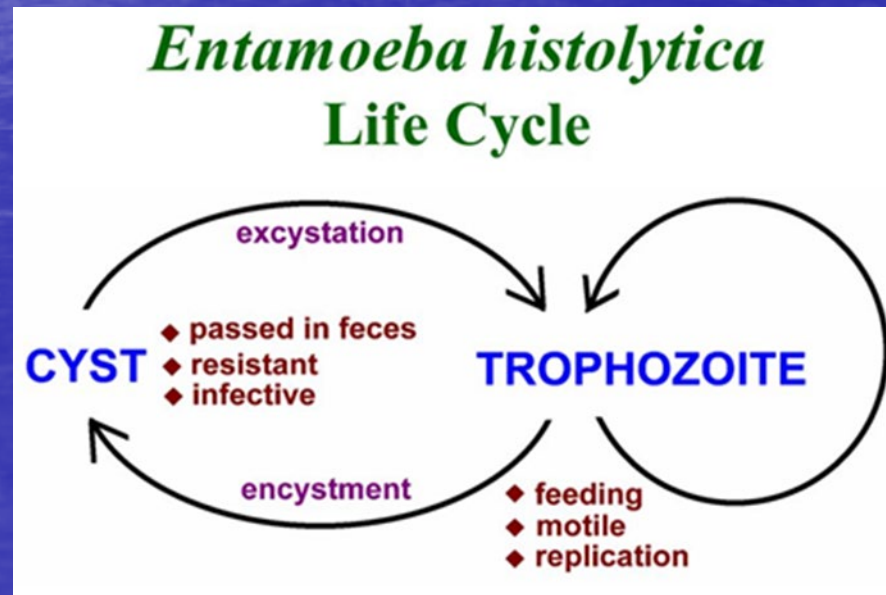 Entamoeba histolytica
Life Cycle
excystation
CYST
◆ passed in feces
◆ resistant
◆ infective
TROPHOZOITE
encystment
◆ feeding
◆ motile
◆ replication